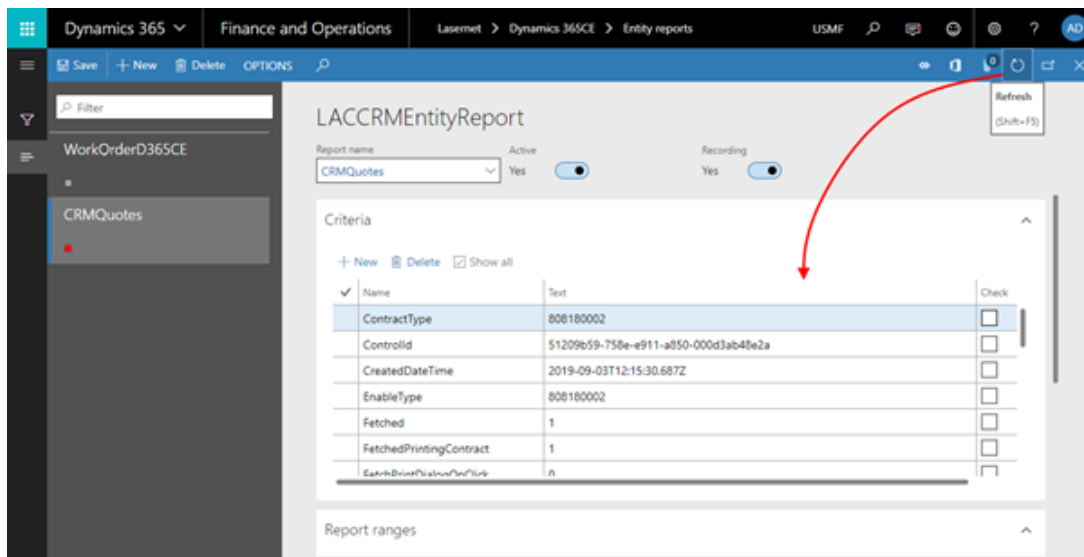 Dynamics 365 Finance and Operations Lasernet > Dynamics 365CE > Entity reports USMF ? AD
Save + New Delete OPTIONS 0
Refresh
(Shift+F5)
Filter
WorkOrderD365CE
CRMQuotes
LACCRMEntityReport
Report name Active Recording
CRMQuotes Yes Yes
Criteria
+ New Delete Show all
Name Text Check
ContractType 808180002
ControlId 51209b59-758e-e911-a850-000d3ab48e2a
CreatedDateTime 2019-09-03T12:15:30.687Z
EnableType 808180002
Fetched 1
FetchedPrintingContract 1
FetchPrintDialogOnClick 0
Report ranges